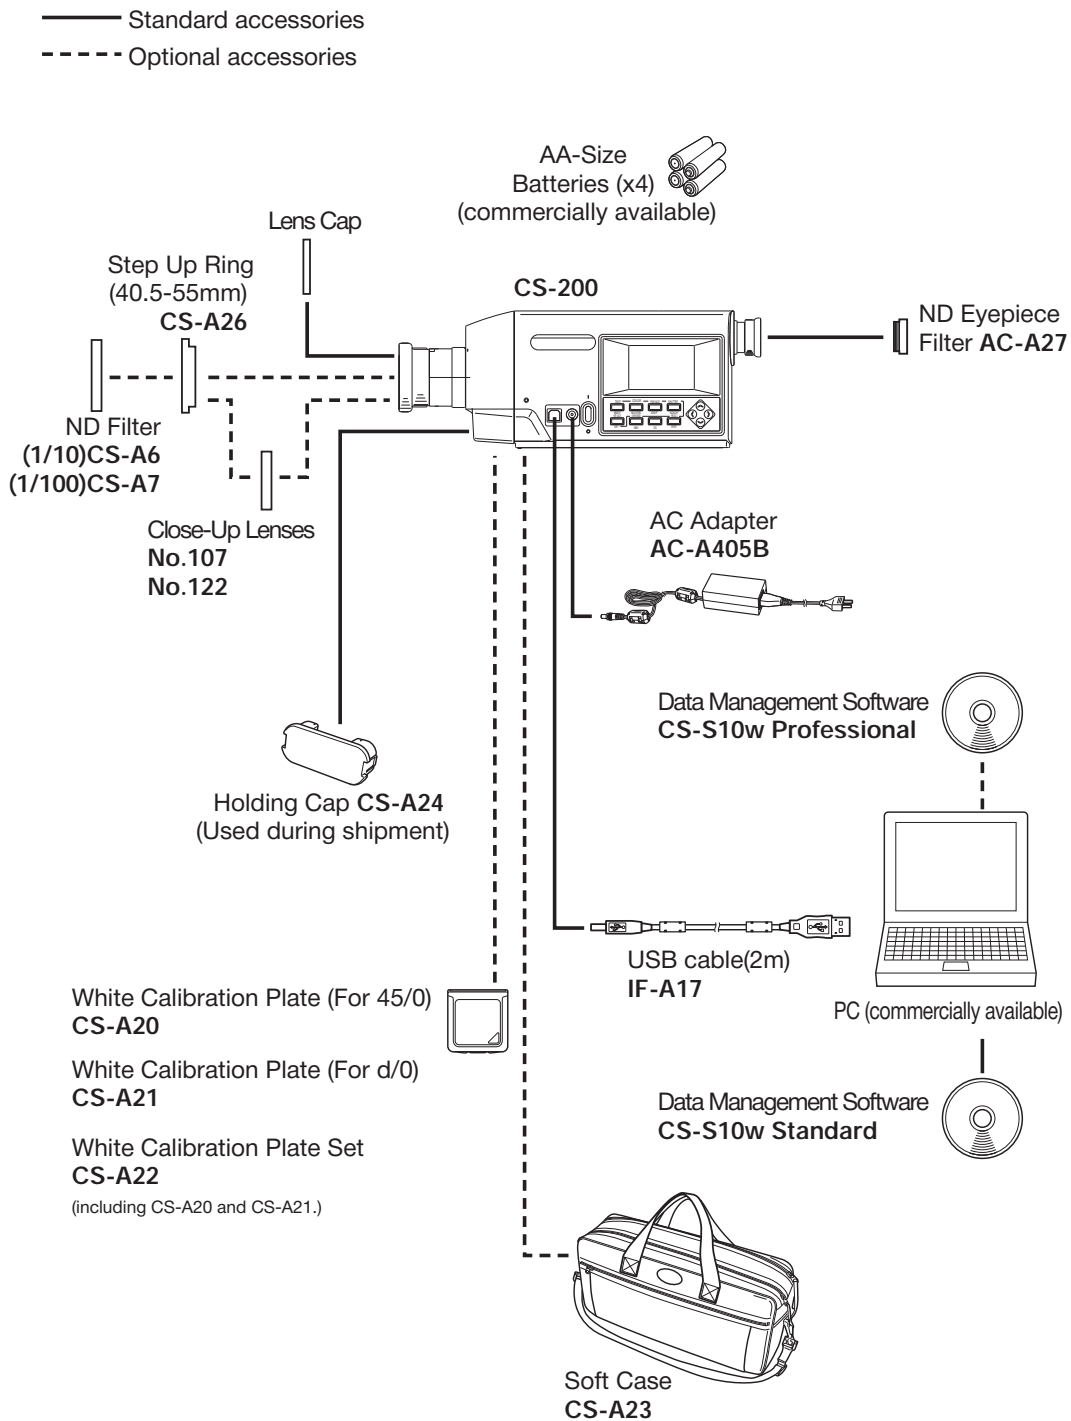 Standard accessories
Optional accessories
AA-Size
Batteries (x4)
(commercially available)
Lens Cap
Step Up Ring
(40.5-55mm)
CS-A26
CS-200
ND Eyepiece
Filter AC-A27
ND Filter
(1/10)CS-A6
(1/100)CS-A7
Close-Up Lenses
No.107
No.122
AC Adapter
AC-A405B
Data Management Software
CS-S10w Professional
Holding Cap CS-A24
(Used during shipment)
USB cable(2m)
IF-A17
PC (commercially available)
White Calibration Plate (For 45/0)
CS-A20
White Calibration Plate (For d/0)
CS-A21
White Calibration Plate Set
CS-A22
(including CS-A20 and CS-A21.)
Data Management Software
CS-S10w Standard
Soft Case
CS-A23